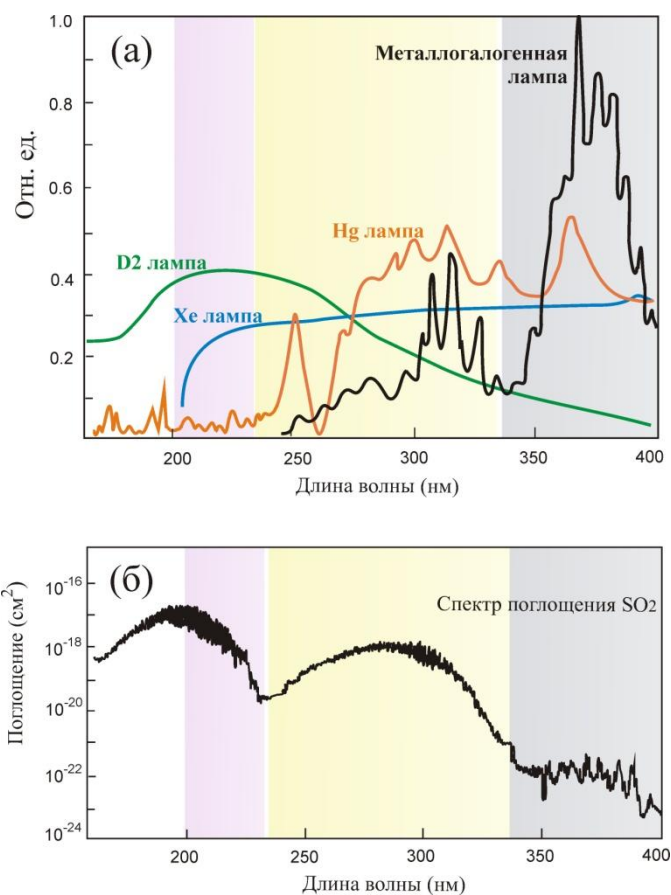 (а)
Металлогалогенная
лампа
Hg лампа
D2 лампа
Xe лампа
Отн. ед.
1.0
0.8
0.6
0.4
0.2
200
250
300
350
400
Длина волны (нм)
(б)
Спектр поглощения SO2
Поглощение (см2)
10-16
10-18
10-20
10-22
10-24
200
250
300
350
400
Длина волны (нм)